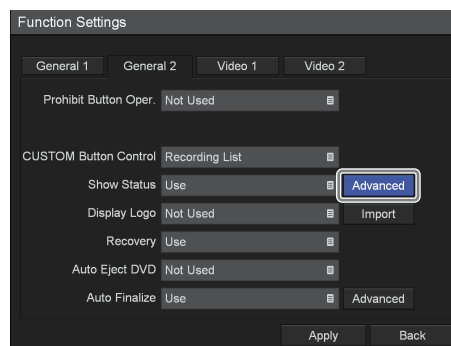 Function Settings
General 1 General 2 Video 1 Video 2
Prohibit Button Oper. Not Used
CUSTOM Button Control Recording List
Show Status Use Advanced
Display Logo Not Used Import
Recovery Use
Auto Eject DVD Not Used
Auto Finalize Use Advanced
Apply Back